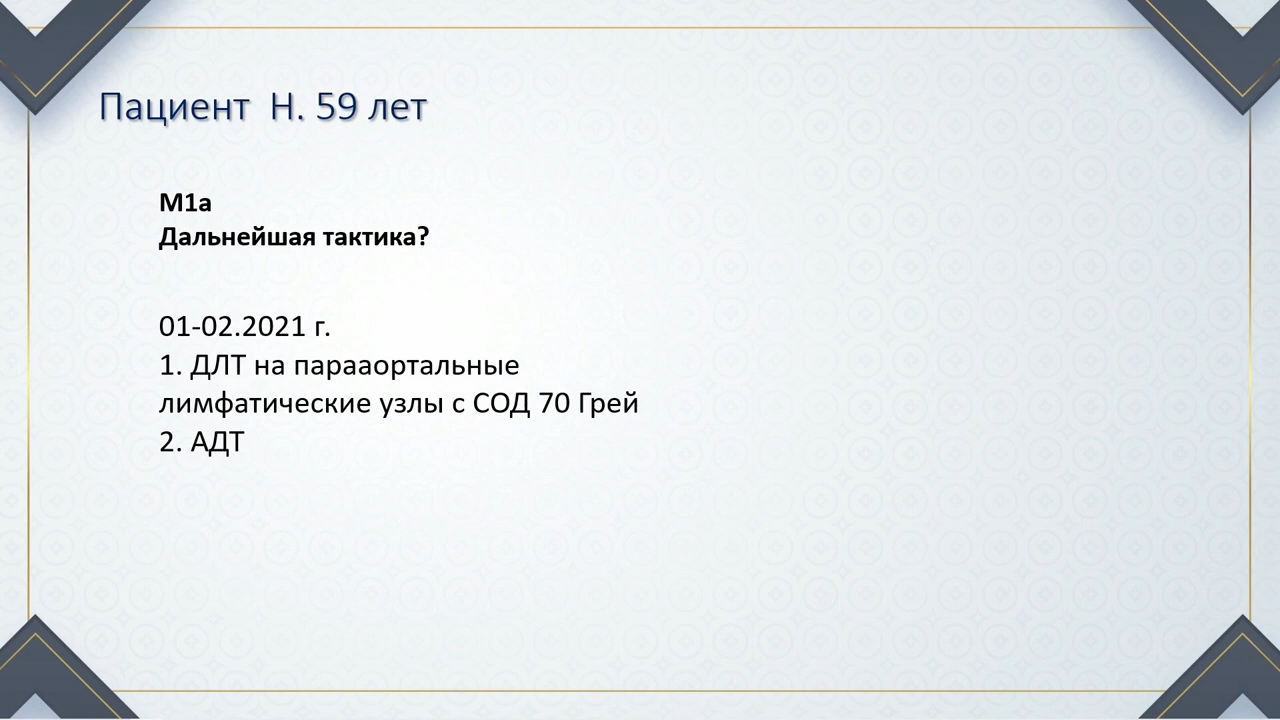 Пациент Н. 59 лет
М1а
Дальнейшая тактика?
01-02.2021 г.
1. ДЛТ на парааортальные
лимфатические узлы с СОД 70 Грей
2. АДТ